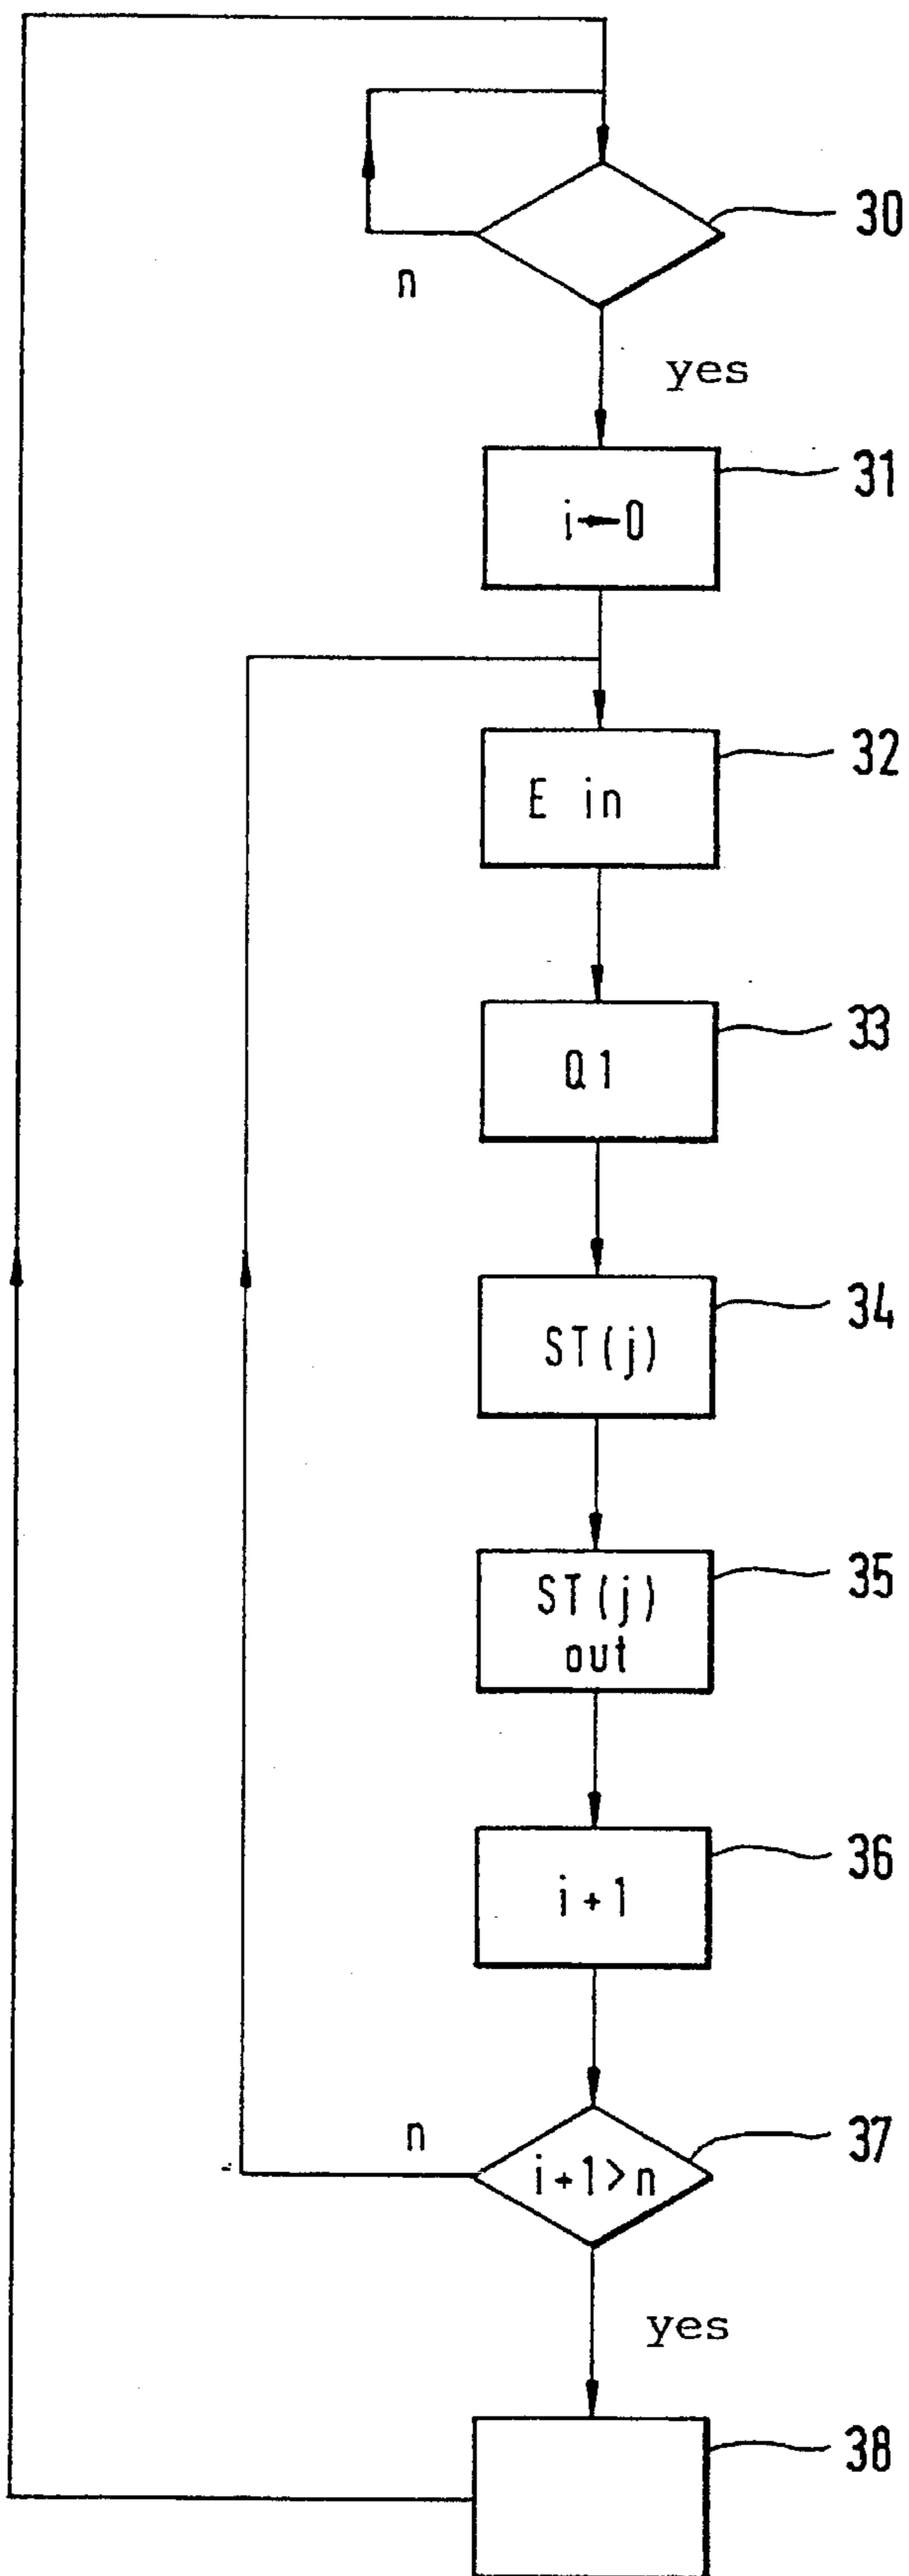 30
n
yes
31
i←0
32
E in
33
Q1
34
ST(j)
35
ST(j)
out
36
i+1
37
n
i+1>n
yes
38